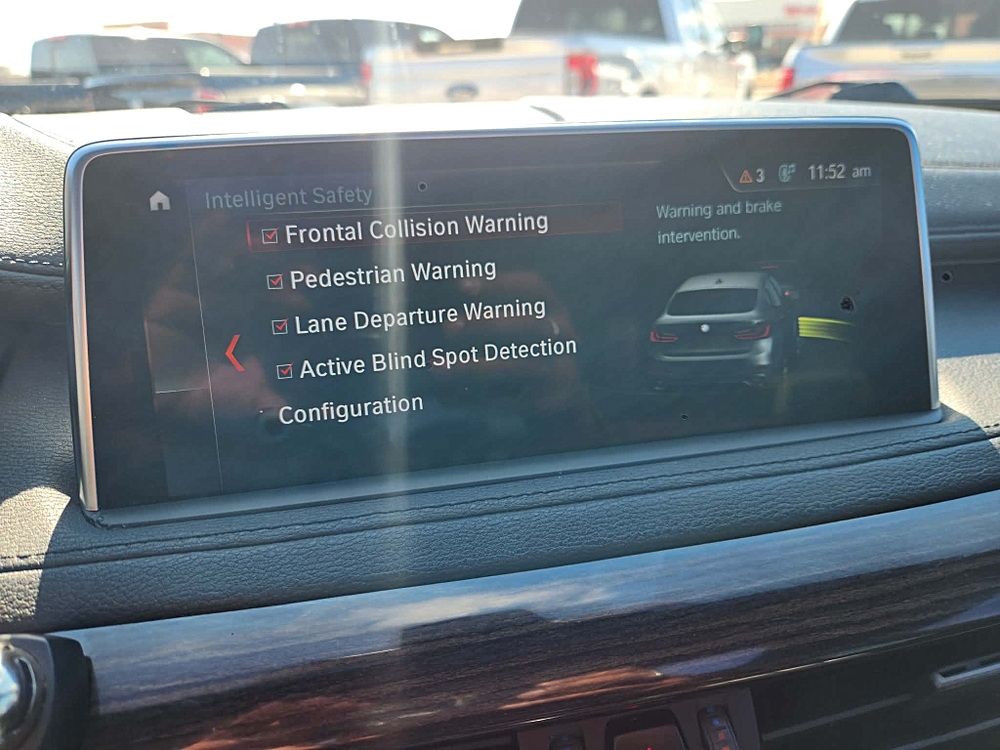 Intelligent Safety
3 11:52 am
Frontal Collision Warning
Pedestrian Warning
Lane Departure Warning
Active Blind Spot Detection
Configuration
Warning and brake
intervention.